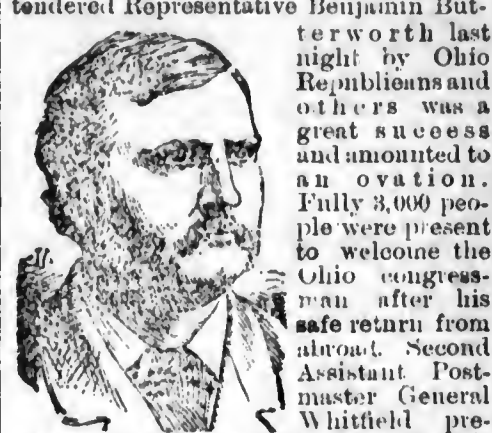 tendered Representative Benjamin But-
terworth last
night by Ohio
Republicans and
others was a
great success
and amounted to
an ovation.
Fully 3,000 peo-
ple were present
to welcome the
Ohio congress-
man after his
safe return from
abroad. Second
Assistant Post-
master General
Whitfield pre-